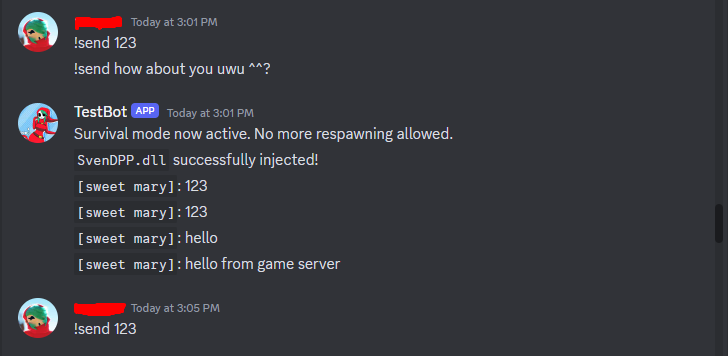 Today at 3:01 PM
!send 123
!send how about you uwu ^^?
TestBot APP Today at 3:01 PM
Survival mode now active. No more respawning allowed.
SvenDPP.dll successfully injected!
[sweet mary]: 123
[sweet mary]: 123
[sweet mary]: hello
[sweet mary]: hello from game server
Today at 3:05 PM
!send 123